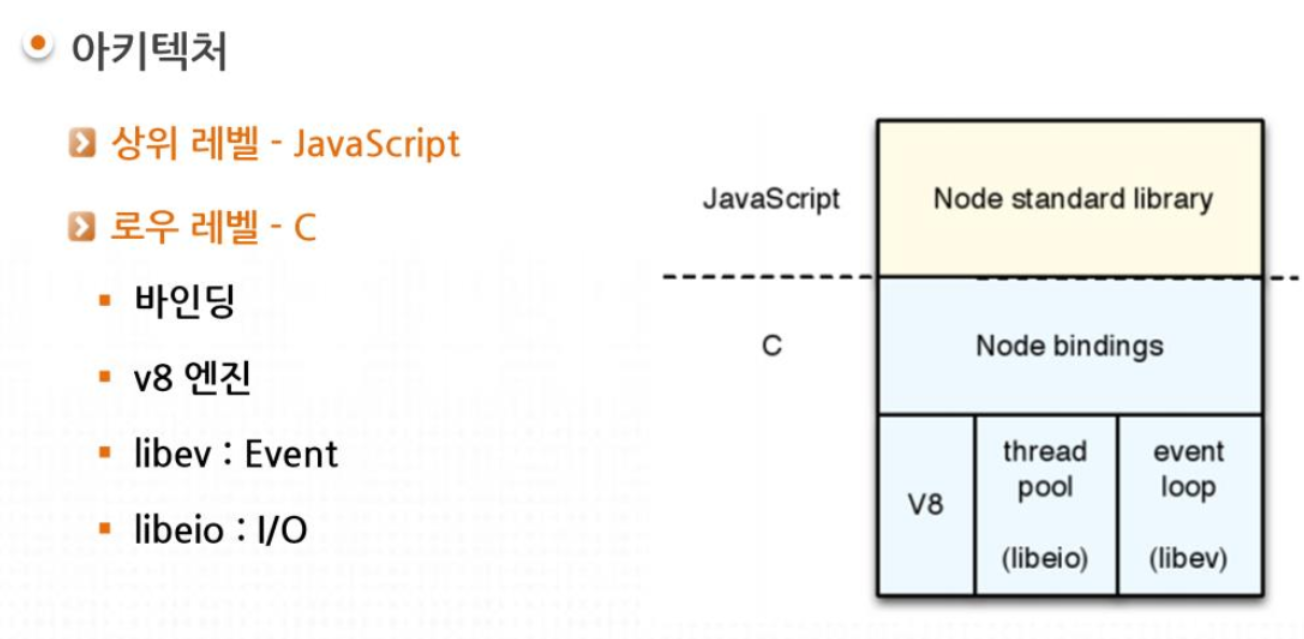 아키텍처
상위 레벨 - JavaScript
로우 레벨 - C
바인딩
v8 엔진
libev : Event
libeio : I/O
JavaScript
Node standard library
C
Node bindings
V8
thread
pool
(libeio)
event
loop
(libev)